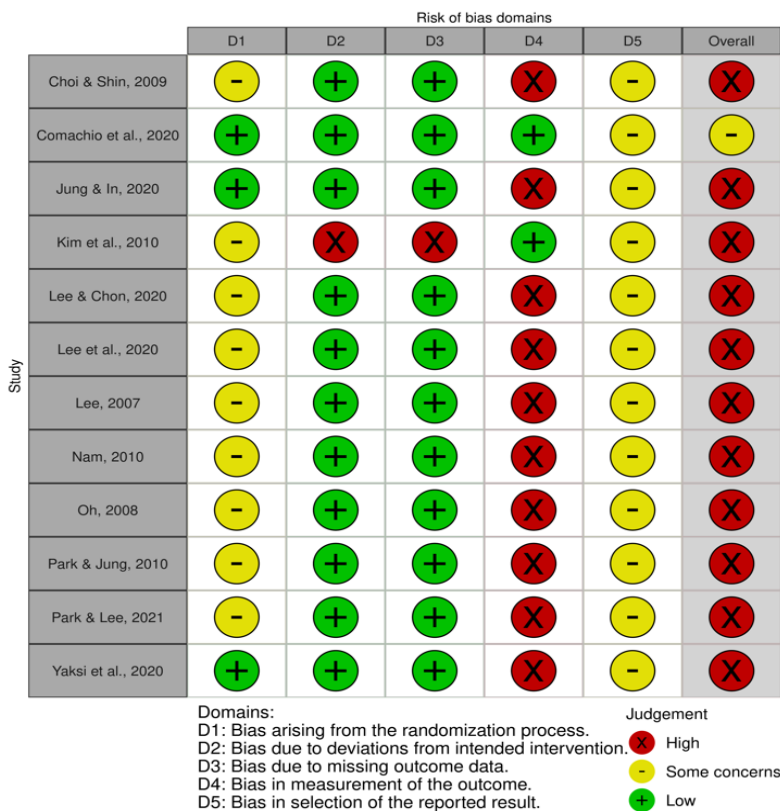 Risk of bias domains
D1 D2 D3 D4 D5 Overall
Choi & Shin, 2009 - + + X - X
Comachio et al., 2020 + + + + - -
Jung & In, 2020 + + + X - X
Kim et al., 2010 - X X + - X
Lee & Chon, 2020 - + + X - X
Lee et al., 2020 - + + X - X
Lee, 2007 - + + X - X
Nam, 2010 - + + X - X
Oh, 2008 - + + X - X
Park & Jung, 2010 - + + X - X
Park & Lee, 2021 - + + X - X
Yaksi et al., 2020 + + + X - X
Study
Domains:
D1: Bias arising from the randomization process.
D2: Bias due to deviations from intended intervention.
D3: Bias due to missing outcome data.
D4: Bias in measurement of the outcome.
D5: Bias in selection of the reported result.
Judgement
X High
- Some concerns
+ Low